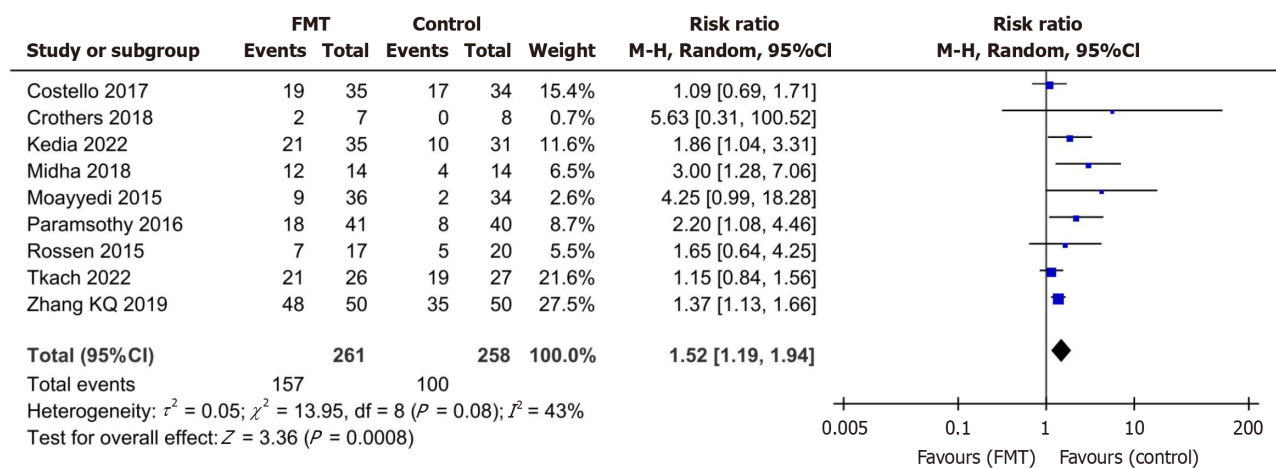 FMT Control Risk ratio Risk ratio
Study or subgroup Events Total Events Total Weight M-H, Random, 95%CI M-H, Random, 95%CI
Costello 2017 19 35 17 34 15.4% 1.09 [0.69, 1.71]
Crothers 2018 2 7 0 8 0.7% 5.63 [0.31, 100.52]
Kedia 2022 21 35 10 31 11.6% 1.86 [1.04, 3.31]
Midha 2018 12 14 4 14 6.5% 3.00 [1.28, 7.06]
Moayyedi 2015 9 36 2 34 2.6% 4.25 [0.99, 18.28]
Paramsothy 2016 18 41 8 40 8.7% 2.20 [1.08, 4.46]
Rossen 2015 7 17 5 20 5.5% 1.65 [0.64, 4.25]
Tkach 2022 21 26 19 27 21.6% 1.15 [0.84, 1.56]
Zhang KQ 2019 48 50 35 50 27.5% 1.37 [1.13, 1.66]
Total (95%CI) 261 258 100.0% 1.52 [1.19, 1.94]
Total events 157 100
Heterogeneity: τ² = 0.05; χ² = 13.95, df = 8 (P = 0.08); I² = 43%
Test for overall effect: Z = 3.36 (P = 0.0008)
0.005 0.1 1 10 200
Favours (FMT) Favours (control)